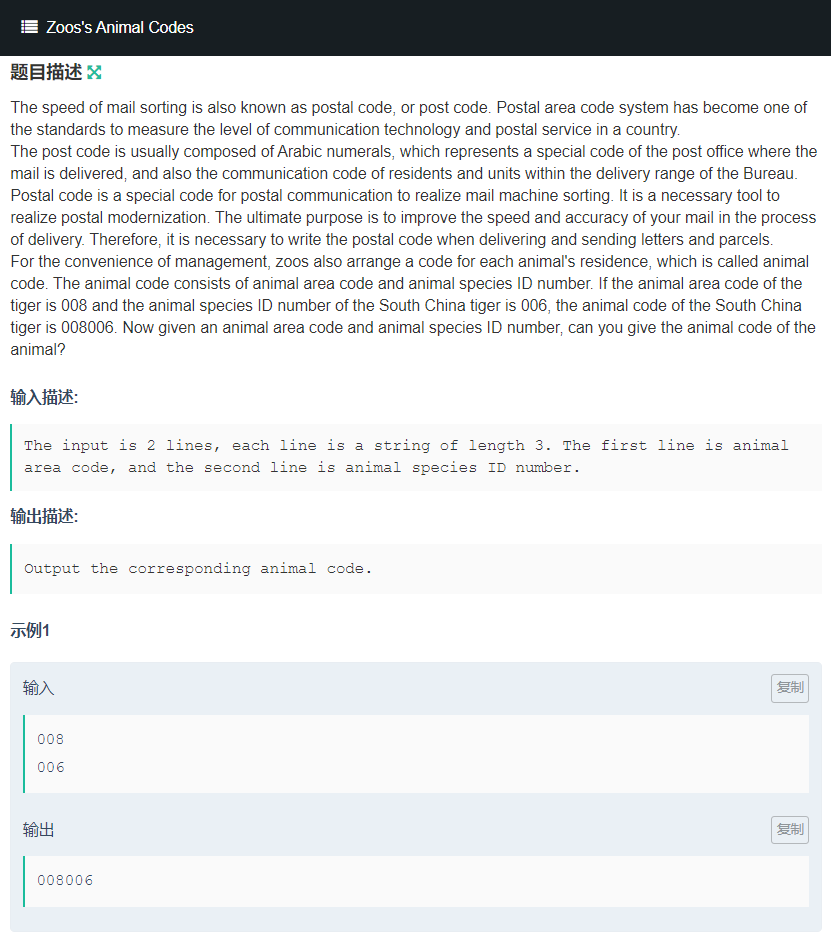 Zoos's Animal Codes
题目描述
The speed of mail sorting is also known as postal code, or post code. Postal area code system has become one of
the standards to measure the level of communication technology and postal service in a country.
The post code is usually composed of Arabic numerals, which represents a special code of the post office where the
mail is delivered, and also the communication code of residents and units within the delivery range of the Bureau.
Postal code is a special code for postal communication to realize mail machine sorting. It is a necessary tool to
realize postal modernization. The ultimate purpose is to improve the speed and accuracy of your mail in the process
of delivery. Therefore, it is necessary to write the postal code when delivering and sending letters and parcels.
For the convenience of management, zoos also arrange a code for each animal's residence, which is called animal
code. The animal code consists of animal area code and animal species ID number. If the animal area code of the
tiger is 008 and the animal species ID number of the South China tiger is 006, the animal code of the South China
tiger is 008006. Now given an animal area code and animal species ID number, can you give the animal code of the
animal?
输入描述:
The input is 2 lines, each line is a string of length 3. The first line is animal
area code, and the second line is animal species ID number.
输出描述:
Output the corresponding animal code.
示例1
输入
复制
008
006
输出
复制
008006